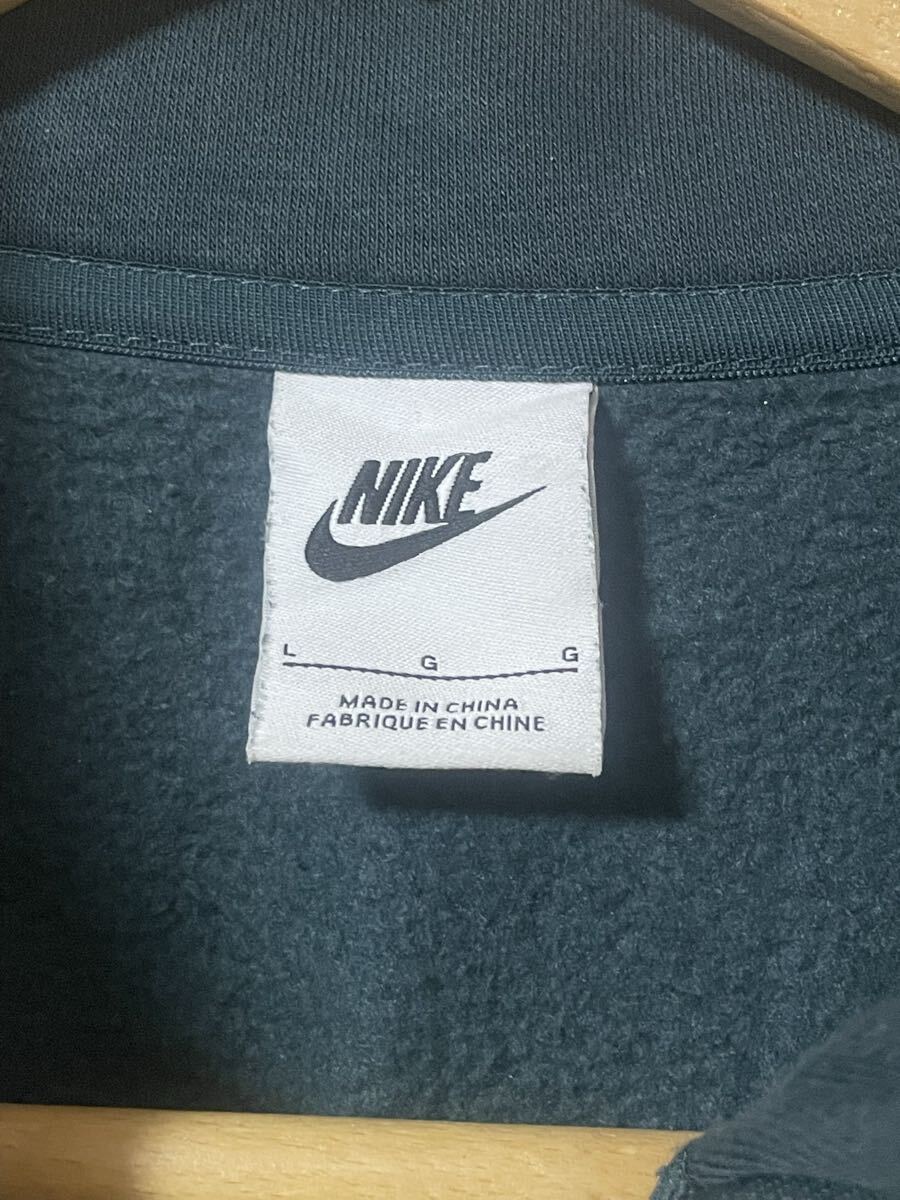 NIKE
L G G
MADE IN CHINA
FABRIQUE EN CHINE